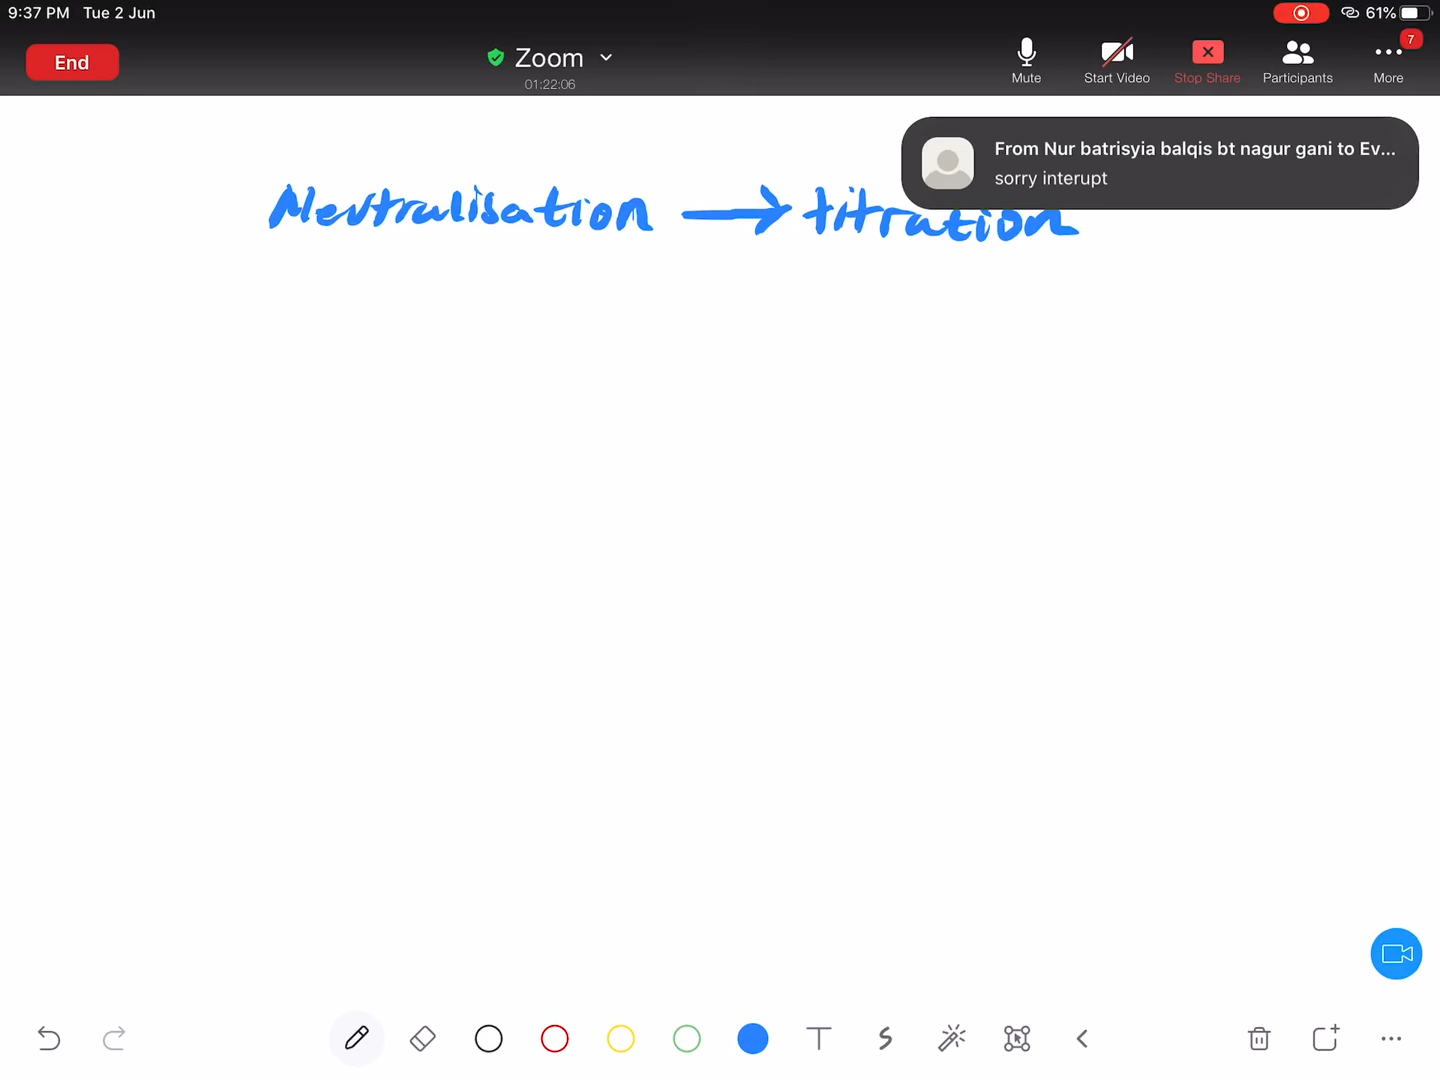 9:37 PM Tue 2 Jun
61%
End
Zoom
01:22:06
Mute
Start Video
Stop Share
Participants
More
7
From Nur batrisyia balqis bt nagur gani to Ev...
sorry interupt
Neutralisation → titration
T